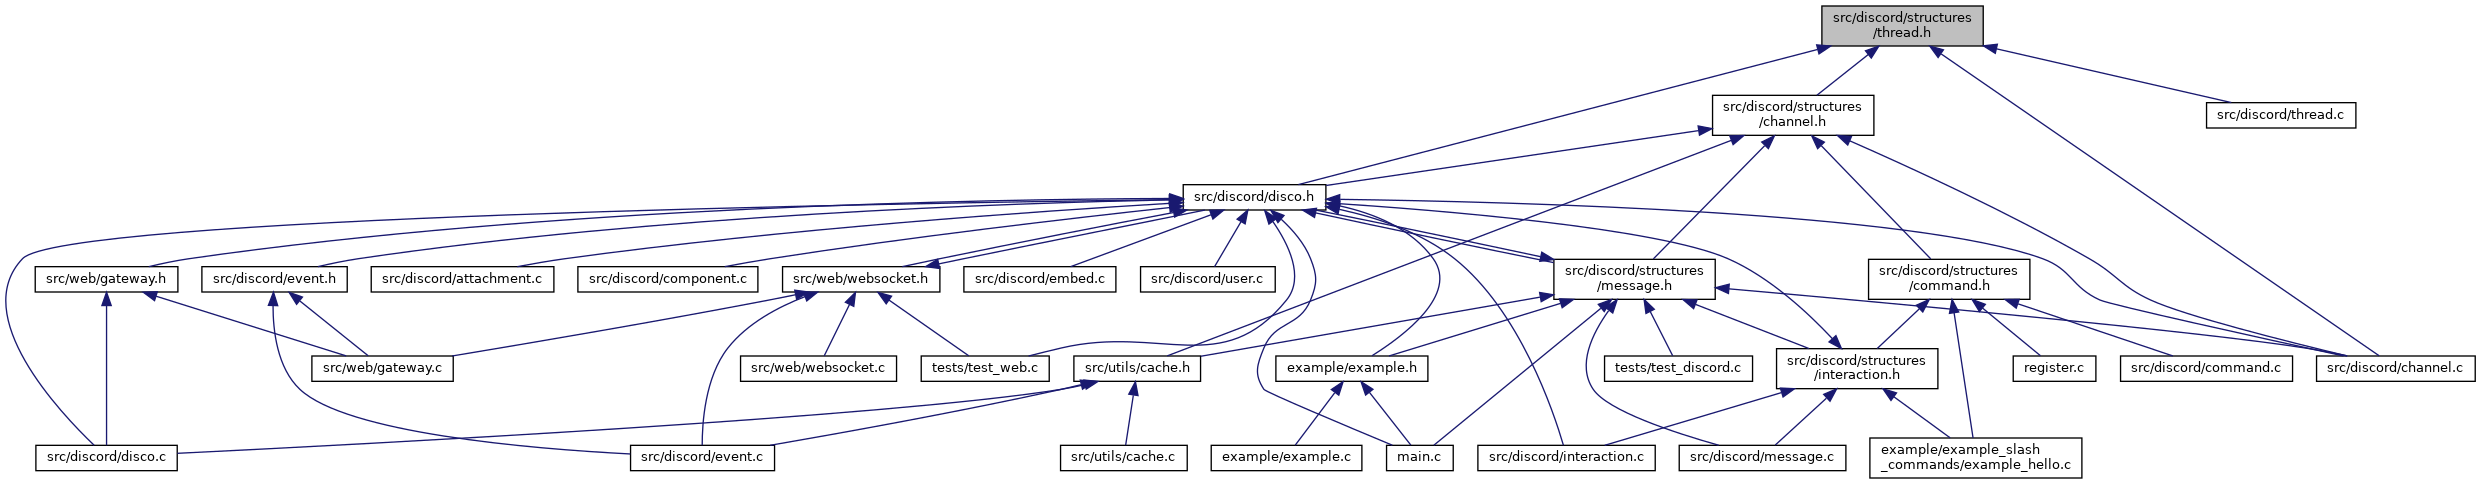 src/discord/structures
/thread.h
src/discord/structures
/channel.h
src/discord/thread.c
src/discord/disco.h
src/web/gateway.h
src/discord/event.h
src/discord/attachment.c
src/discord/component.c
src/web/websocket.h
src/discord/embed.c
src/discord/user.c
src/discord/structures
/message.h
src/discord/structures
/command.h
src/web/gateway.c
src/web/websocket.c
tests/test_web.c
src/utils/cache.h
example/example.h
tests/test_discord.c
src/discord/structures
/interaction.h
register.c
src/discord/command.c
src/discord/channel.c
src/discord/disco.c
src/discord/event.c
src/utils/cache.c
example/example.c
main.c
src/discord/interaction.c
src/discord/message.c
example/example_slash
_commands/example_hello.c